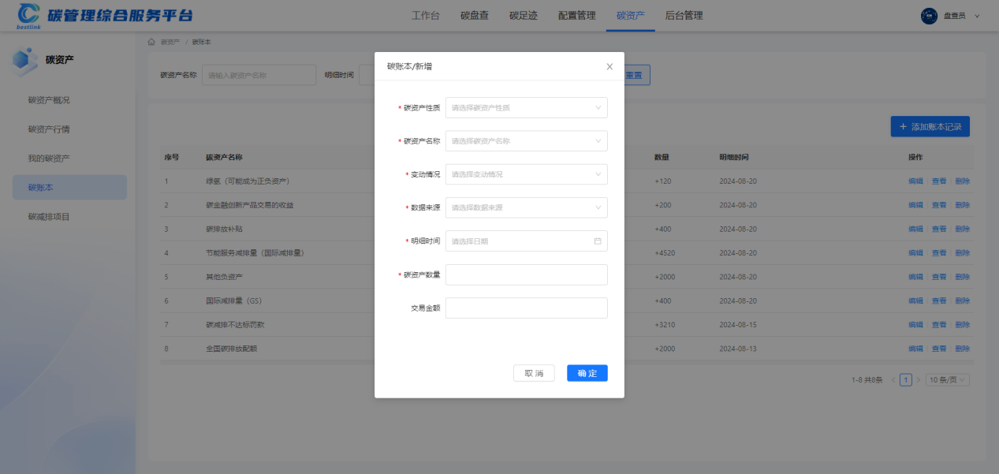 碳管理综合服务平台
bestlink
工作台 碳盘查 碳足迹 配置管理 碳资产 后台管理
盘查员
碳资产
碳资产概况
碳资产行情
我的碳资产
碳账本
碳减排项目
碳资产 / 碳账本
碳资产名称 请输入碳资产名称 明细时间 重置
+ 添加账本记录
序号 碳资产名称 数量 明细时间 操作
1 绿氢（可能成为正负资产） +120 2024-08-20 编辑 查看 删除
2 碳金融创新产品交易的收益 +200 2024-08-20 编辑 查看 删除
3 碳排放补贴 +400 2024-08-20 编辑 查看 删除
4 节能服务减排量（国际减排量） +4520 2024-08-20 编辑 查看 删除
5 其他负资产 +2000 2024-08-20 编辑 查看 删除
6 国际减排量（GS） +400 2024-08-20 编辑 查看 删除
7 碳减排不达标罚款 +3210 2024-08-15 编辑 查看 删除
8 全国碳排放配额 +2000 2024-08-13 编辑 查看 删除
1-8 共8条 < 1 > 10 条/页
碳账本/新增
* 碳资产性质 请选择碳资产性质
* 碳资产名称 请选择碳资产名称
* 变动情况 请选择变动情况
* 数据来源 请选择数据来源
* 明细时间 请选择日期
* 碳资产数量
交易金额
取 消 确 定